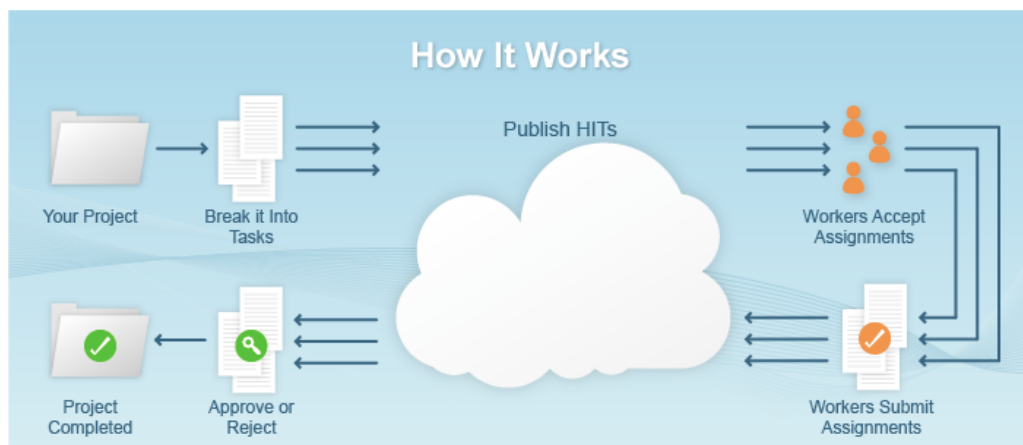 How It Works
Publish HITs
Your Project
Break it Into
Tasks
Workers Accept
Assignments
Project
Completed
Approve or
Reject
Workers Submit
Assignments